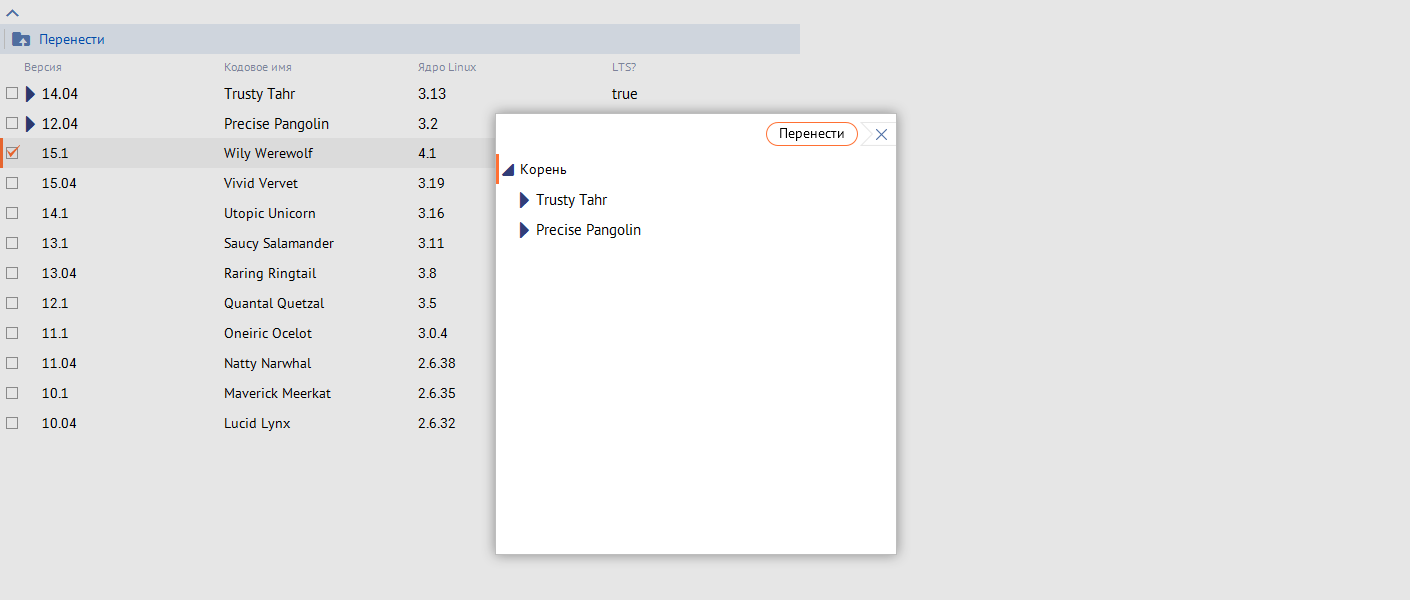 Перенести
Версия Кодовое имя Ядро Linux LTS?
14.04 Trusty Tahr 3.13 true
12.04 Precise Pangolin 3.2
15.1 Wily Werewolf 4.1
15.04 Vivid Vervet 3.19
14.1 Utopic Unicorn 3.16
13.1 Saucy Salamander 3.11
13.04 Raring Ringtail 3.8
12.1 Quantal Quetzal 3.5
11.1 Oneiric Ocelot 3.0.4
11.04 Natty Narwhal 2.6.38
10.1 Maverick Meerkat 2.6.35
10.04 Lucid Lynx 2.6.32
Перенести
Корень
Trusty Tahr
Precise Pangolin